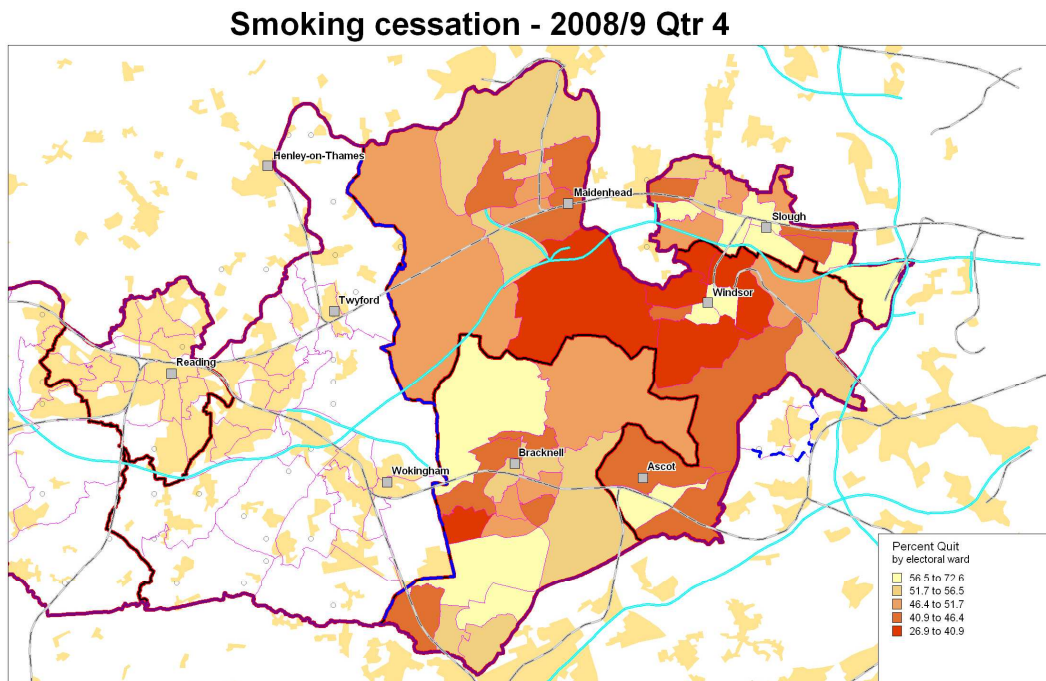 Smoking cessation - 2008/9 Qtr 4
Henley-on-Thames
Maidenhead
Slough
Windsor
Twyford
Reading
Bracknell
Ascot
Wokingham
Percent Quit
by electoral ward
56.5 to 72.6
51.7 to 56.5
46.4 to 51.7
40.9 to 46.4
26.9 to 40.9